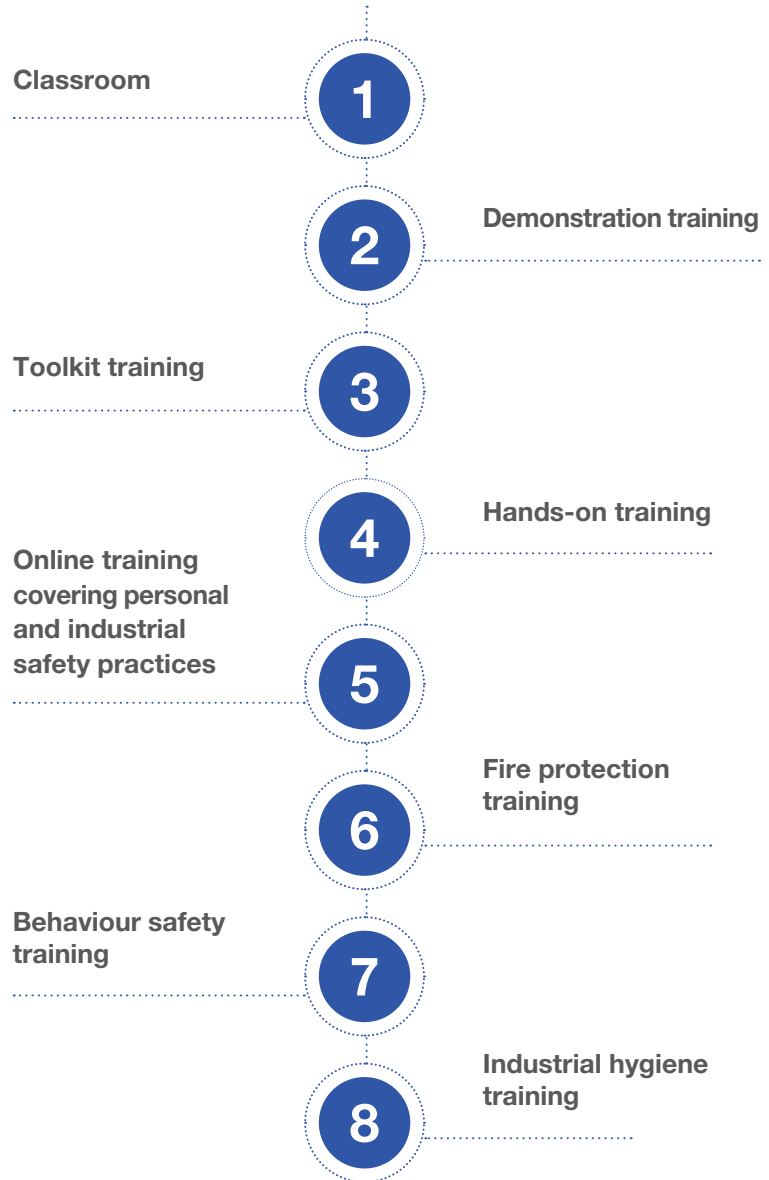 Classroom
1
Demonstration training
2
Toolkit training
3
Hands-on training
4
Online training
covering personal
and industrial
safety practices
5
Fire protection
training
6
Behaviour safety
training
7
Industrial hygiene
training
8